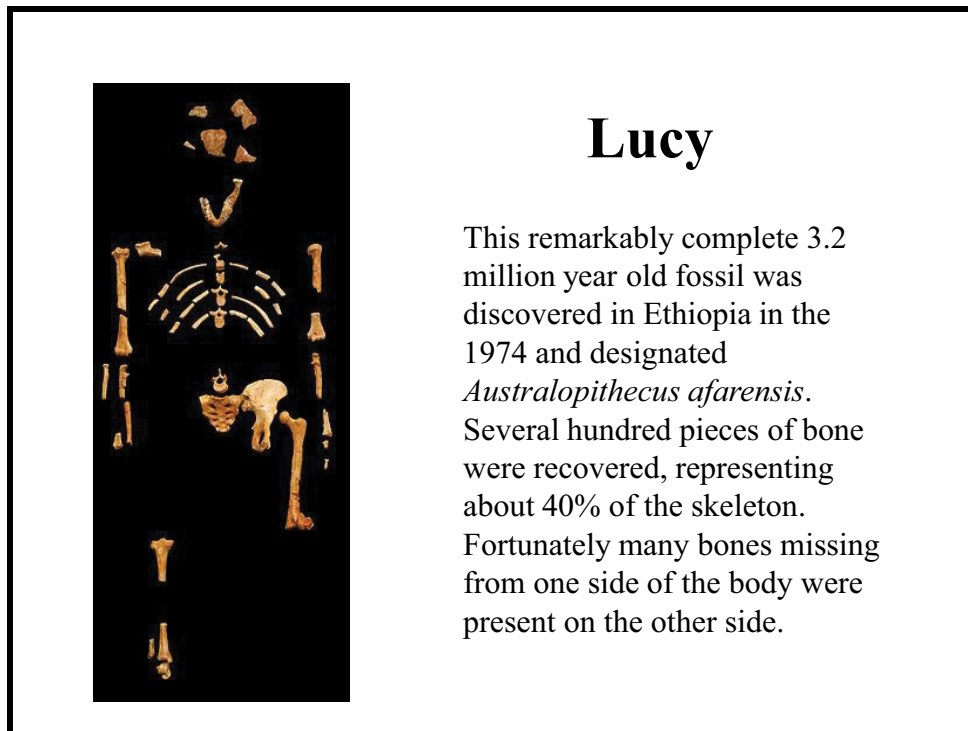 Lucy
This remarkably complete 3.2
million year old fossil was
discovered in Ethiopia in the
1974 and designated
Australopithecus afarensis.
Several hundred pieces of bone
were recovered, representing
about 40% of the skeleton.
Fortunately many bones missing
from one side of the body were
present on the other side.